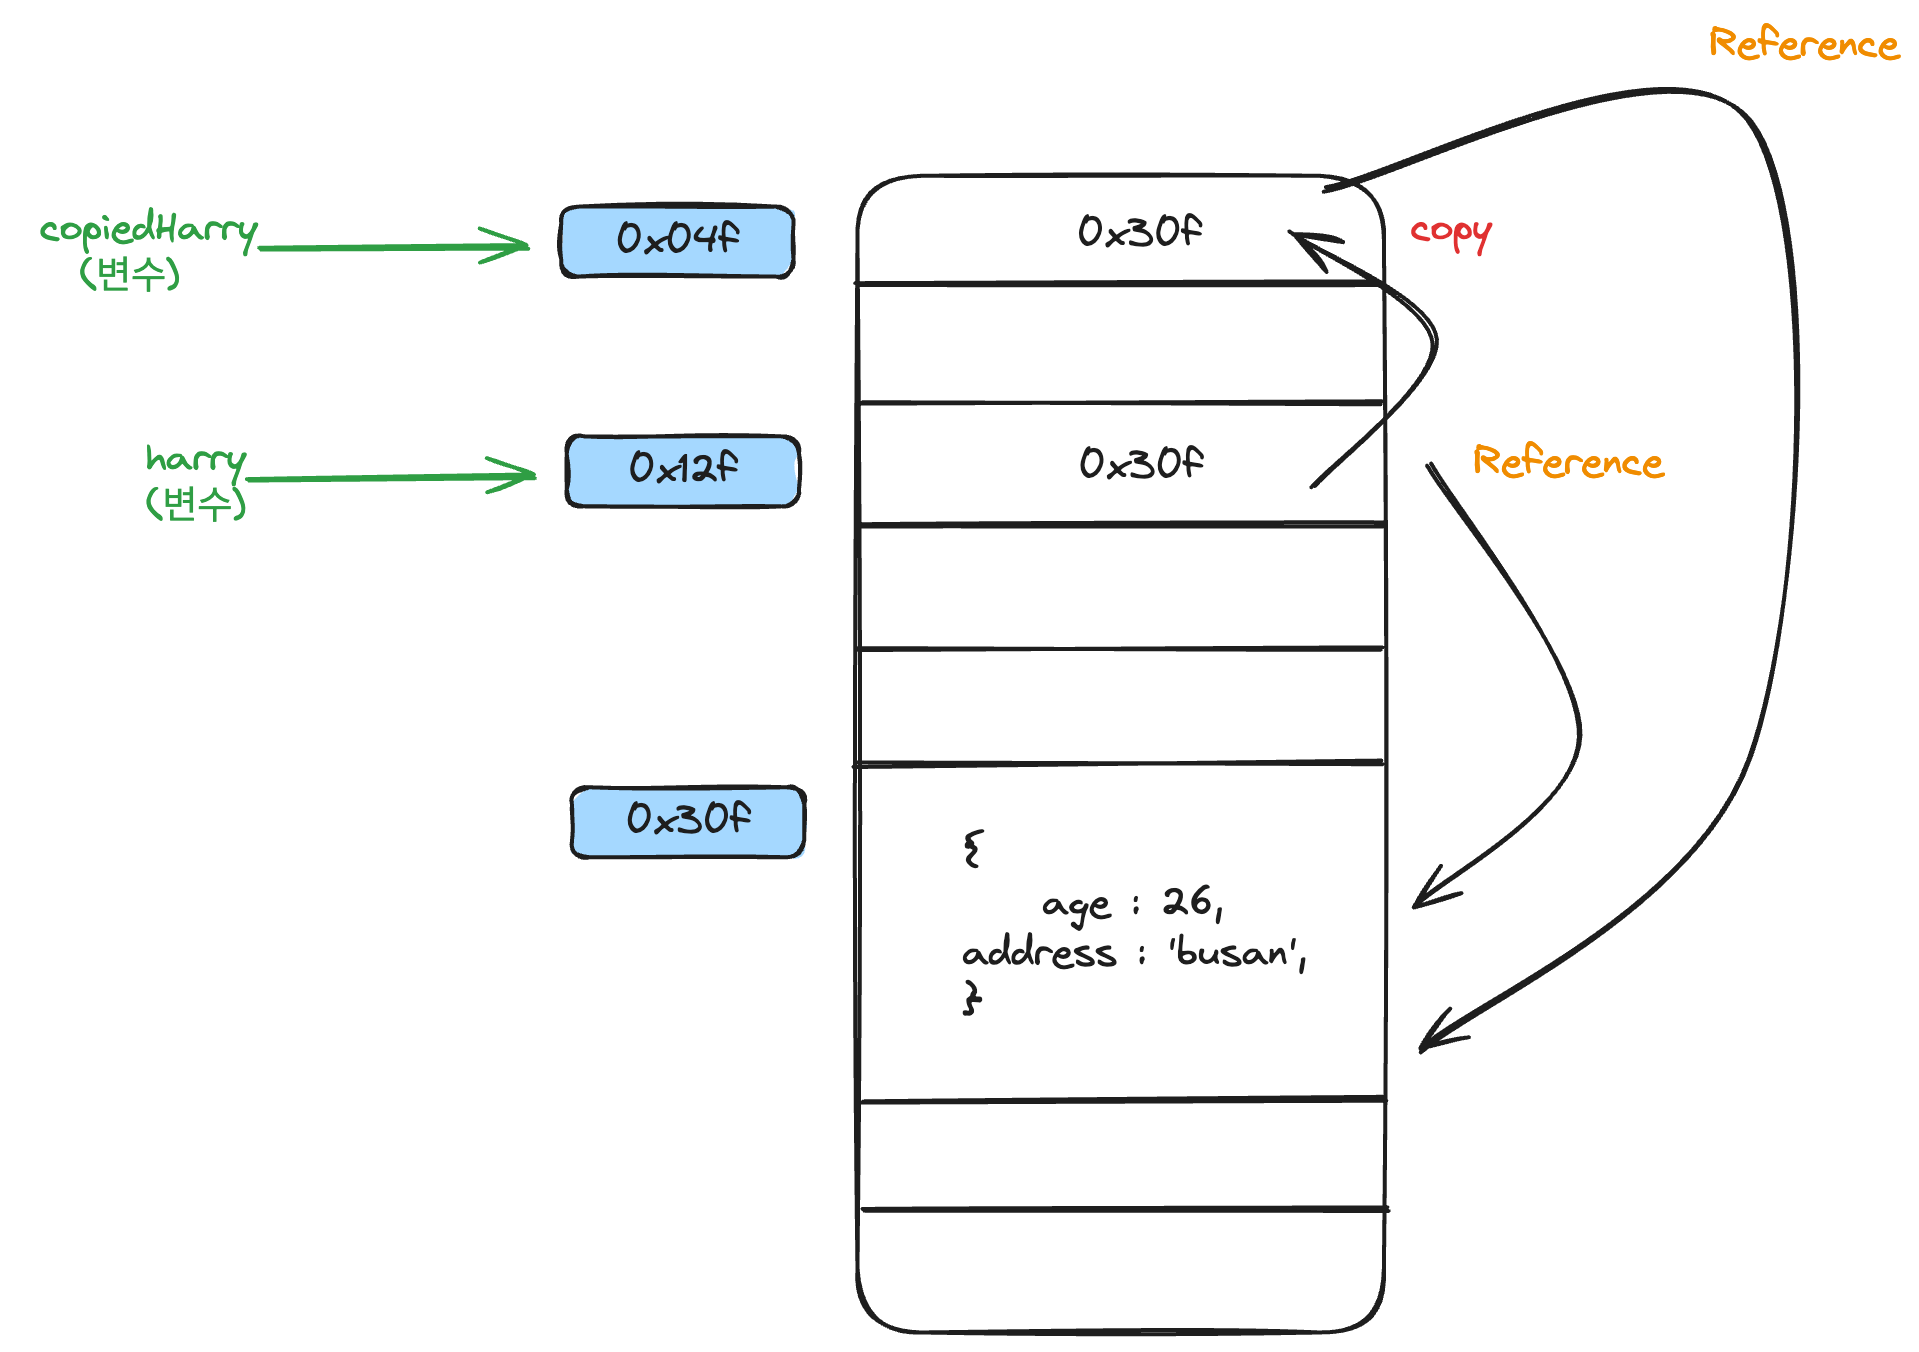 Reference
copiedHarry
(변수)
0x04f
0x30f
copy
harry
(변수)
0x12f
0x30f
Reference
0x30f
{
age : 26,
address : 'busan',
}